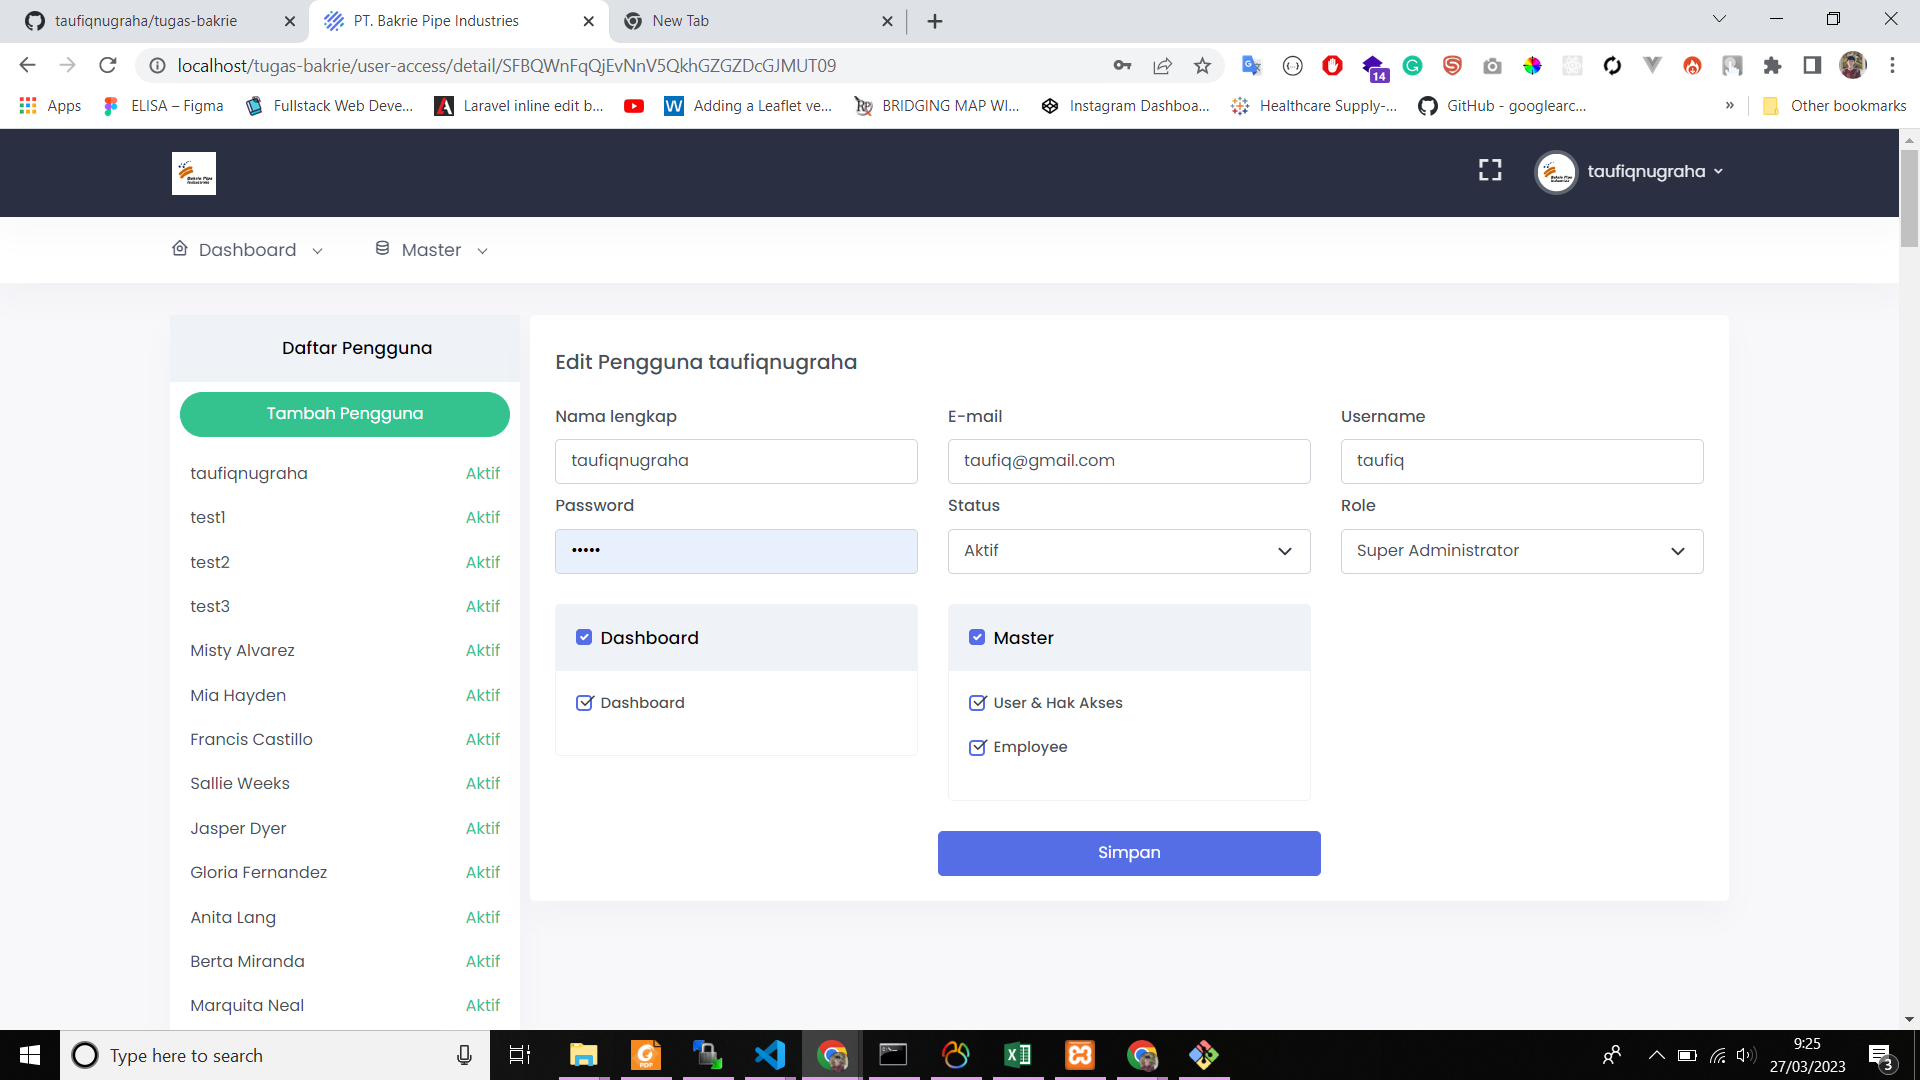 taufiqnugraha/tugas-bakrie
PT. Bakrie Pipe Industries
New Tab
localhost/tugas-bakrie/user-access/detail/SFBQWnFqQjEvNnV5QkhGZGZDcGJMUT09
14
Apps
ELISA – Figma
Fullstack Web Deve...
Laravel inline edit b...
Adding a Leaflet ve...
BRIDGING MAP WI...
Instagram Dashboa...
Healthcare Supply-...
GitHub - googlearc...
»
Other bookmarks
Bakrie Pipe
Industries
taufiqnugraha
Dashboard
Master
Daftar Pengguna
Tambah Pengguna
taufiqnugraha Aktif
test1 Aktif
test2 Aktif
test3 Aktif
Misty Alvarez Aktif
Mia Hayden Aktif
Francis Castillo Aktif
Sallie Weeks Aktif
Jasper Dyer Aktif
Gloria Fernandez Aktif
Anita Lang Aktif
Berta Miranda Aktif
Marquita Neal Aktif
Edit Pengguna taufiqnugraha
Nama lengkap
E-mail
Username
taufiqnugraha
taufiq@gmail.com
taufiq
Password
Status
Role
•••••
Aktif
Super Administrator
Dashboard
Master
Dashboard
User & Hak Akses
Employee
Simpan
Type here to search
9:25
27/03/2023
3